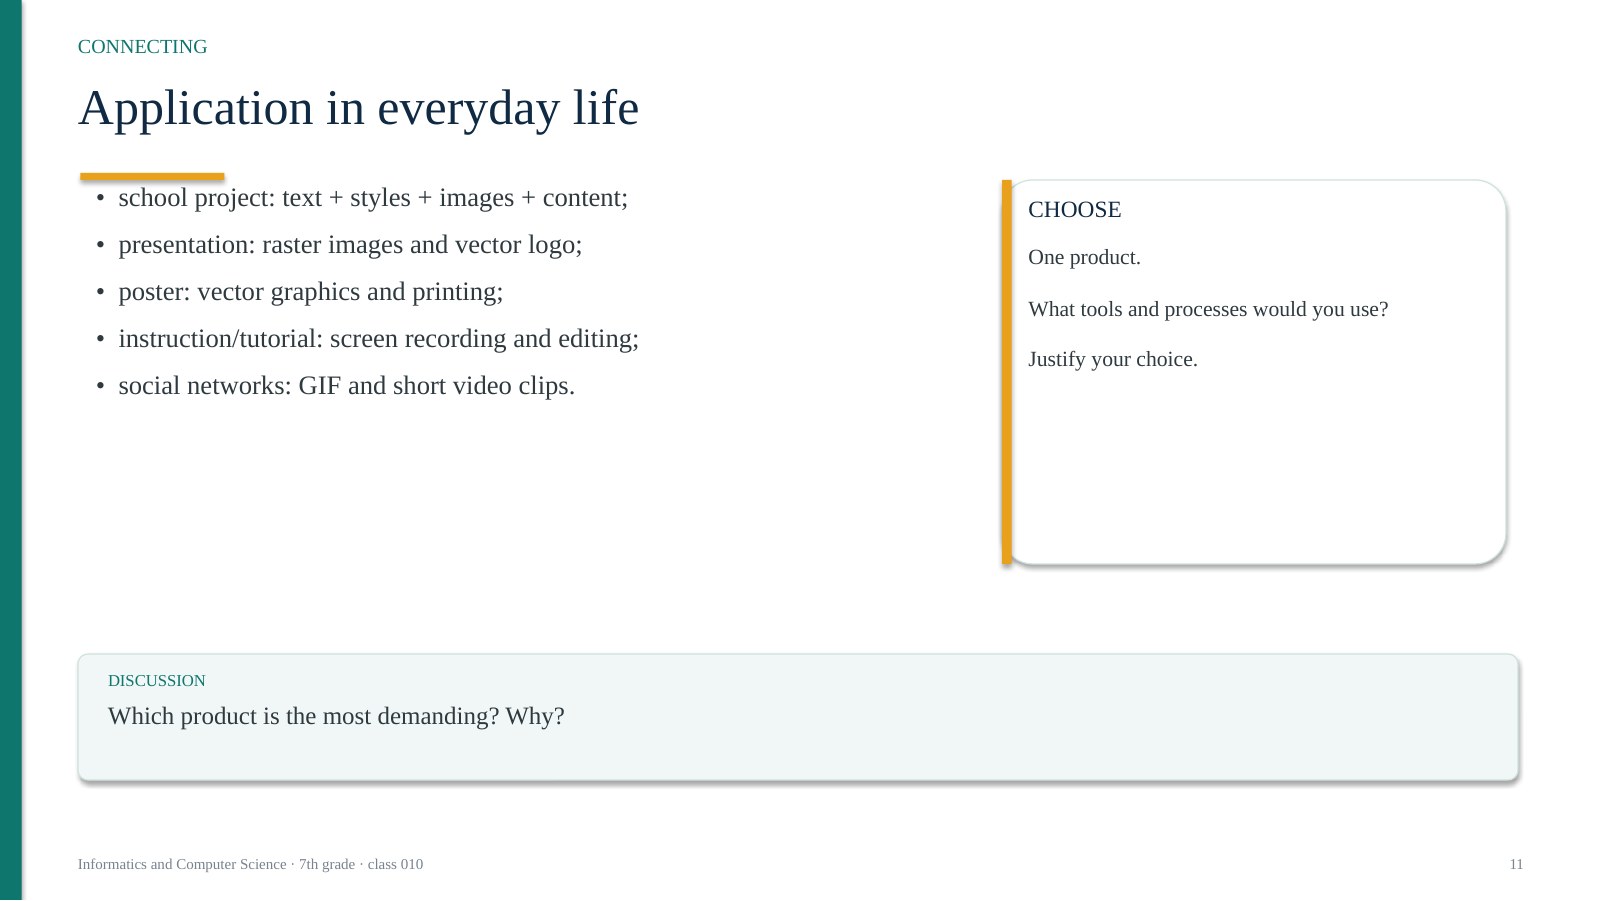 CONNECTING
Application in everyday life
• school project: text + styles + images + content;
• presentation: raster images and vector logo;
• poster: vector graphics and printing;
• instruction/tutorial: screen recording and editing;
• social networks: GIF and short video clips.
CHOOSE
One product.
What tools and processes would you use?
Justify your choice.
DISCUSSION
Which product is the most demanding? Why?
Informatics and Computer Science · 7th grade · class 010
11